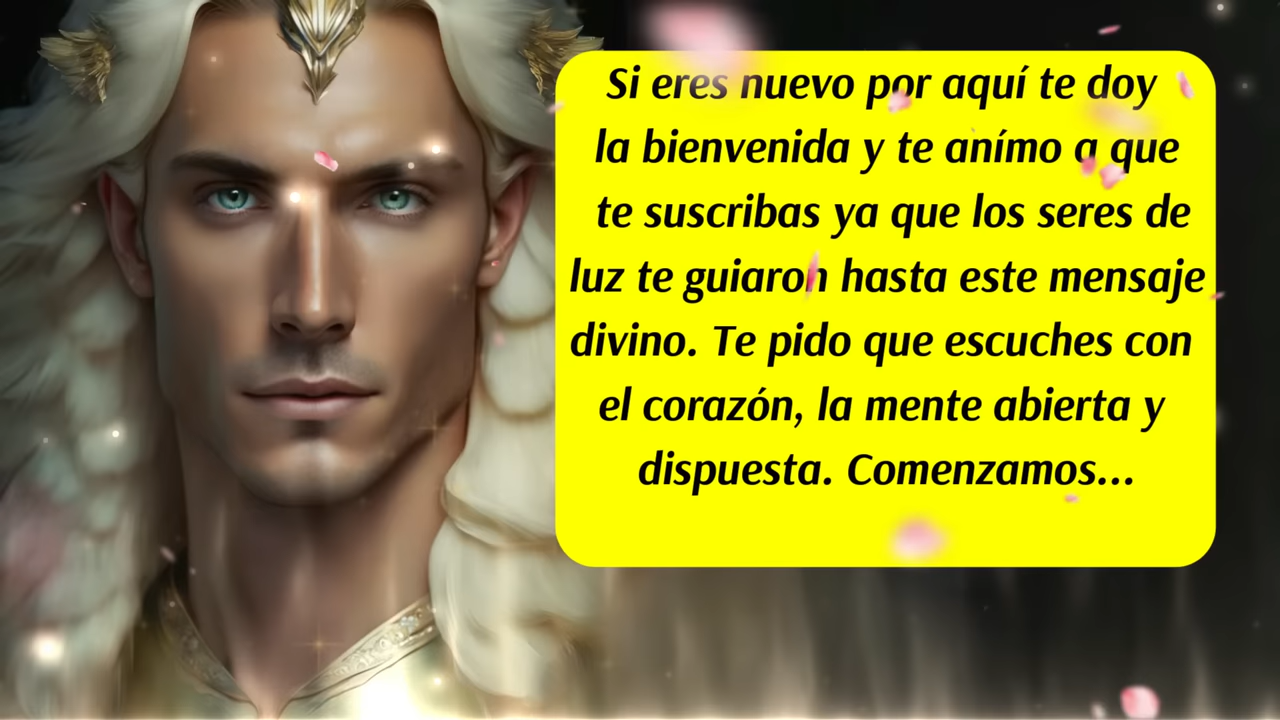 Si eres nuevo por aquí te doy
la bienvenida y te anímo a que
te suscribas ya que los seres de
luz te guiaron hasta este mensaje
divino. Te pido que escuches con
el corazón, la mente abierta y
dispuesta. Comenzamos...